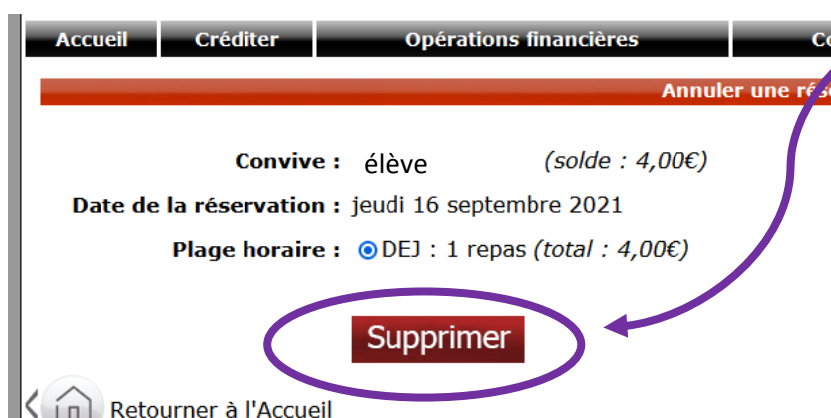 Accueil Créditer Opérations financières
Annuler une
Convive : élève (solde : 4,00€)
Date de la réservation : jeudi 16 septembre 2021
Plage horaire : DEJ : 1 repas (total : 4,00€)
Supprimer
Retourner à l'Accueil